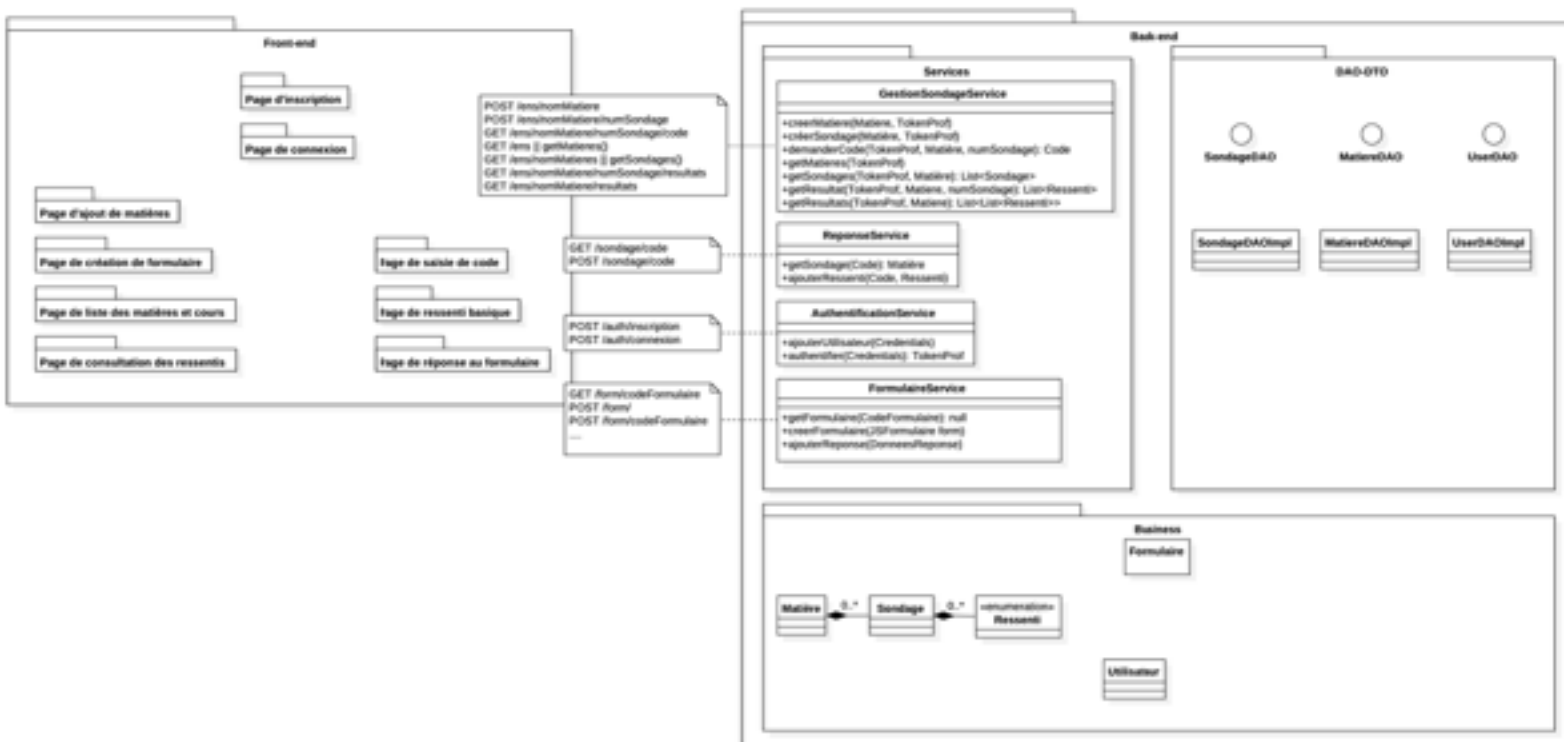 Front-end
Page d'inscription
Page de connexion
Page d'ajout de matières
Page de création de formulaire
Page de liste des matières et cours
Page de consultation des ressentis
Page de saisie de code
Page de ressenti basique
Page de réponse au formulaire
POST /ens/nomMatiere
POST /ens/nomMatiere/numSondage
GET /ens/nomMatiere/numSondage/code
GET /ens || getMatieres()
GET /ens/nomMatieres || getSondages()
GET /ens/nomMatiere/numSondage/resultats
GET /ens/nomMatiere/resultats
GET /sondage/code
POST /sondage/code
POST /auth/inscription
POST /auth/connexion
GET /form/codeFormulaire
POST /form/
POST /form/codeFormulaire
....
Back-end
Services
GestionSondageService
+creerMatiere(Matiere, TokenProf)
+créerSondage(Matière, TokenProf)
+demanderCode(TokenProf, Matière, numSondage): Code
+getMatieres(TokenProf)
+getSondages(TokenProf, Matière): List<Sondage>
+getResultat(TokenProf, Matiere, numSondage): List<Ressenti>
+getResultats(TokenProf, Matiere): List<List<Ressenti>>
ReponseService
+getSondage(Code): Matière
+ajouterRessenti(Code, Ressenti)
AuthentificationService
+ajouterUtilisateur(Credentials)
+authentifier(Credentials): TokenProf
FormulaireService
+getFormulaire(CodeFormulaire): null
+creerFormulaire(JSFormulaire form)
+ajouterReponse(DonneesReponse)
DAO-DTO
SondageDAO
MatiereDAO
UserDAO
SondageDAOImpl
MatiereDAOImpl
UserDAOImpl
Business
Formulaire
Matière
0..*
Sondage
0..*
«enumeration»
Ressenti
Utilisateur